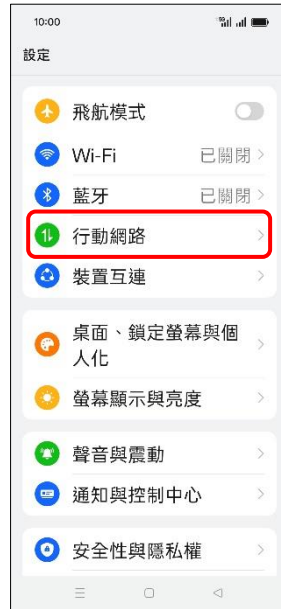 10:00 5G
設定
飛航模式
Wi-Fi 已關閉
藍牙 已關閉
行動網路
裝置互連
桌面、鎖定螢幕與個
人化
螢幕顯示與亮度
聲音與震動
通知與控制中心
安全性與隱私權